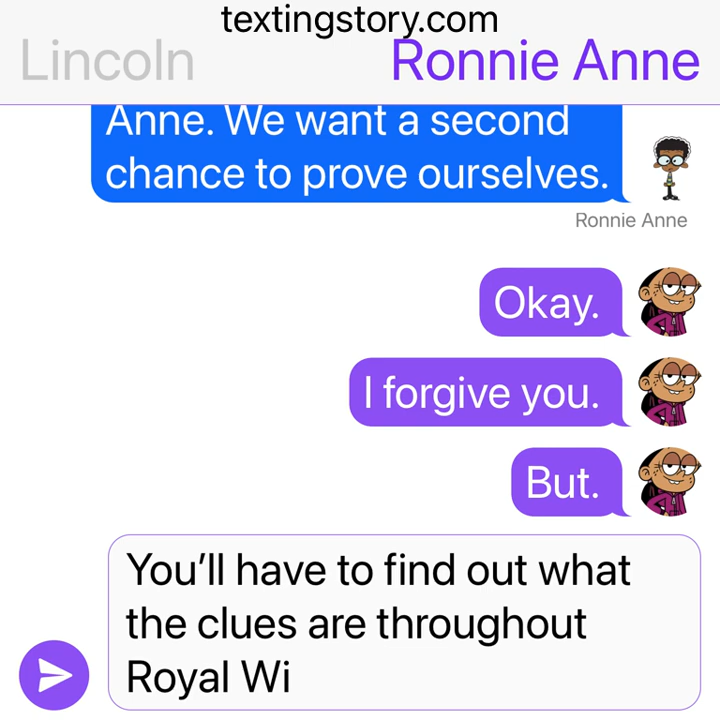 textingstory.com
Lincoln
Ronnie Anne
Anne. We want a second
chance to prove ourselves.
Ronnie Anne
Okay.
I forgive you.
But.
You’ll have to find out what
the clues are throughout
Royal Wi